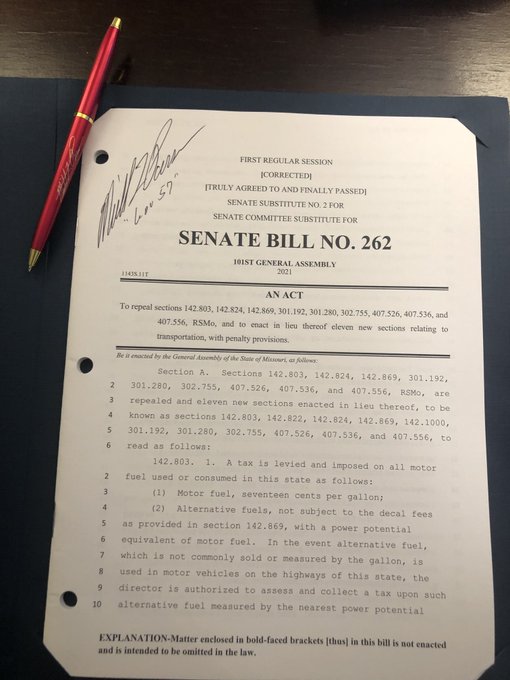 "Gov 57"
FIRST REGULAR SESSION
[CORRECTED]
[TRULY AGREED TO AND FINALLY PASSED]
SENATE SUBSTITUTE NO. 2 FOR
SENATE COMMITTEE SUBSTITUTE FOR
SENATE BILL NO. 262
101ST GENERAL ASSEMBLY
2021
1143S.11T
AN ACT
To repeal sections 142.803, 142.824, 142.869, 301.192, 301.280, 302.755, 407.526, 407.536, and
407.556, RSMo, and to enact in lieu thereof eleven new sections relating to
transportation, with penalty provisions.
Be it enacted by the General Assembly of the State of Missouri, as follows:
Section A. Sections 142.803, 142.824, 142.869, 301.192,
2 301.280, 302.755, 407.526, 407.536, and 407.556, RSMo, are
3 repealed and eleven new sections enacted in lieu thereof, to be
4 known as sections 142.803, 142.822, 142.824, 142.869, 142.1000,
5 301.192, 301.280, 302.755, 407.526, 407.536, and 407.556, to
6 read as follows:
142.803. 1. A tax is levied and imposed on all motor
2 fuel used or consumed in this state as follows:
3 (1) Motor fuel, seventeen cents per gallon;
4 (2) Alternative fuels, not subject to the decal fees
5 as provided in section 142.869, with a power potential
6 equivalent of motor fuel. In the event alternative fuel,
7 which is not commonly sold or measured by the gallon, is
8 used in motor vehicles on the highways of this state, the
9 director is authorized to assess and collect a tax upon such
10 alternative fuel measured by the nearest power potential
EXPLANATION-Matter enclosed in bold-faced brackets [thus] in this bill is not enacted
and is intended to be omitted in the law.